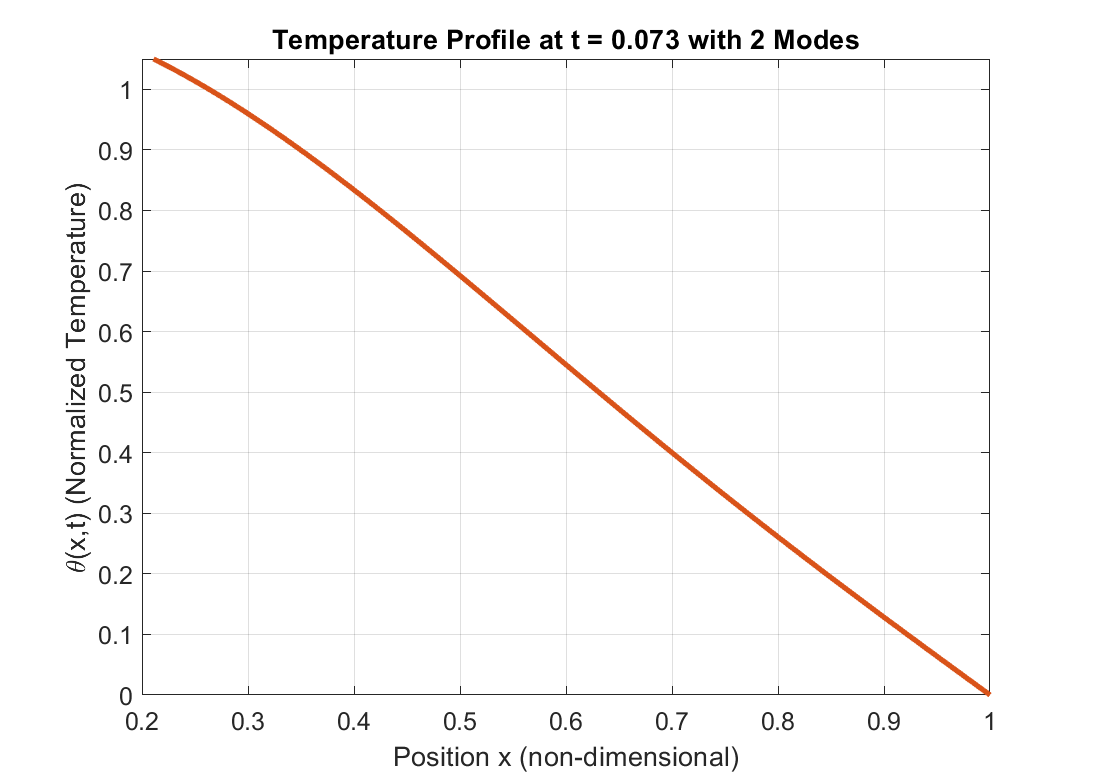 Temperature Profile at t = 0.073 with 2 Modes
θ(x,t) (Normalized Temperature)
1
0.9
0.8
0.7
0.6
0.5
0.4
0.3
0.2
0.1
0
0.2 0.3 0.4 0.5 0.6 0.7 0.8 0.9 1
Position x (non-dimensional)